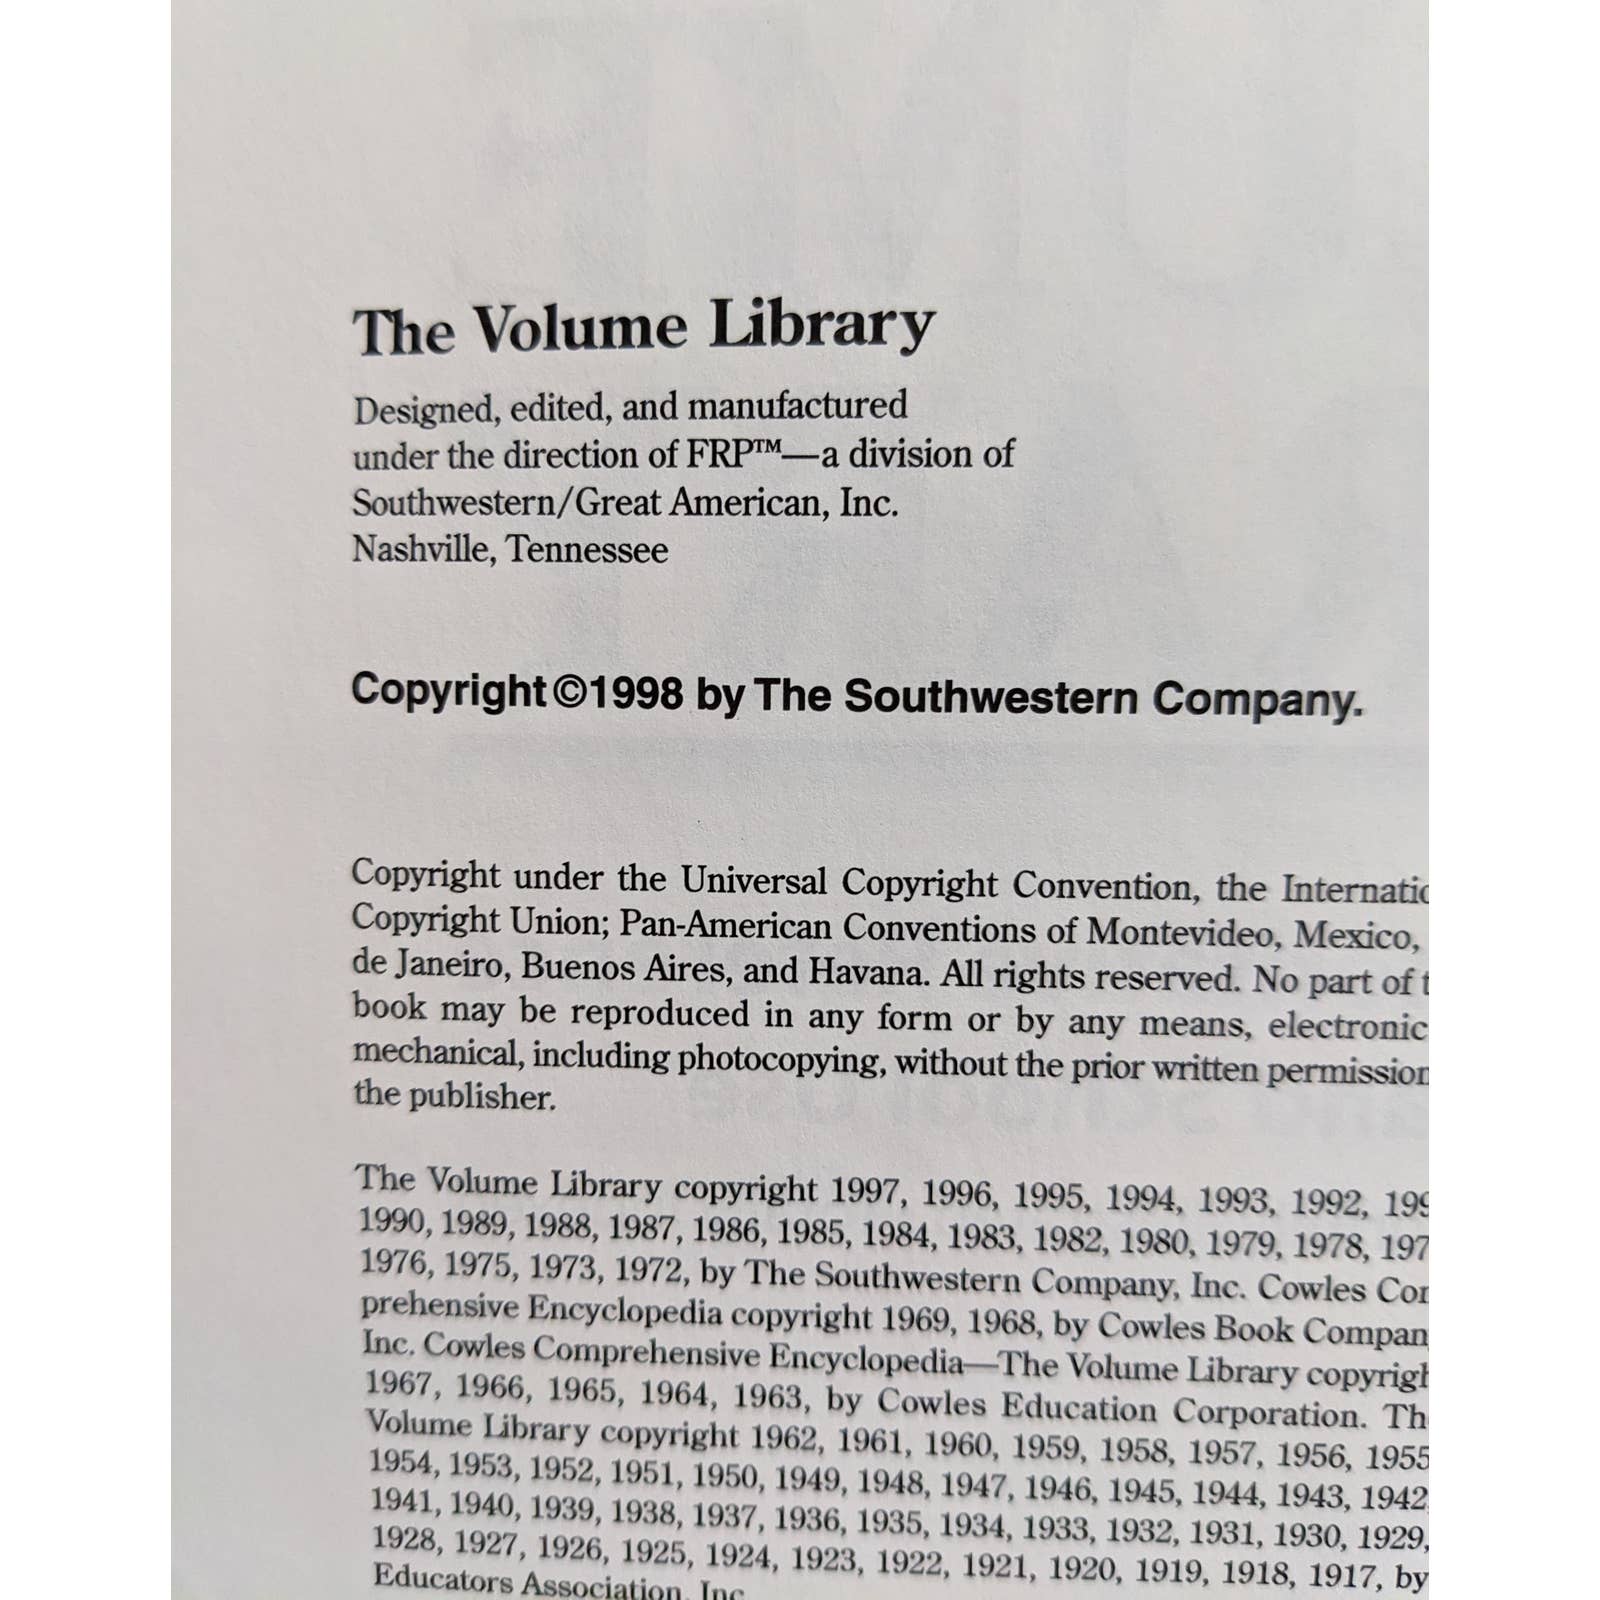 The Volume Library
Designed, edited, and manufactured
under the direction of FRP™—a division of
Southwestern/Great American, Inc.
Nashville, Tennessee
Copyright©1998 by The Southwestern Company.
Copyright under the Universal Copyright Convention, the
Copyright Union; Pan-American Conventions of Montevideo, Mexico,
de Janeiro, Buenos Aires, and Havana. All rights reserved. No part of
book may be reproduced in any form or by any means, electronic
mechanical, including photocopying, without the prior written permission
the publisher.
The Volume Library copyright 1997, 1996, 1995, 1994, 1993, 1992,
1990, 1989, 1988, 1987, 1986, 1985, 1984, 1983, 1982, 1980, 1979, 1978,
1976, 1975, 1973, 1972, by The Southwestern Company, Inc. Cowles
prehensive Encyclopedia copyright 1969, 1968, by Cowles Book
Inc. Cowles Comprehensive Encyclopedia—The Volume Library
1967, 1966, 1965, 1964, 1963, by Cowles Education Corporation.
Volume Library copyright 1962, 1961, 1960, 1959, 1958, 1957, 1956, 1955
1954, 1953, 1952, 1951, 1950, 1949, 1948, 1947, 1946, 1945, 1944, 1943, 1942
1941, 1940, 1939, 1938, 1937, 1936, 1935, 1934, 1933, 1932, 1931, 1930, 1929,
1928, 1927, 1926, 1925, 1924, 1923, 1922, 1921, 1920, 1919, 1918, 1917, by
Educators Association, Inc